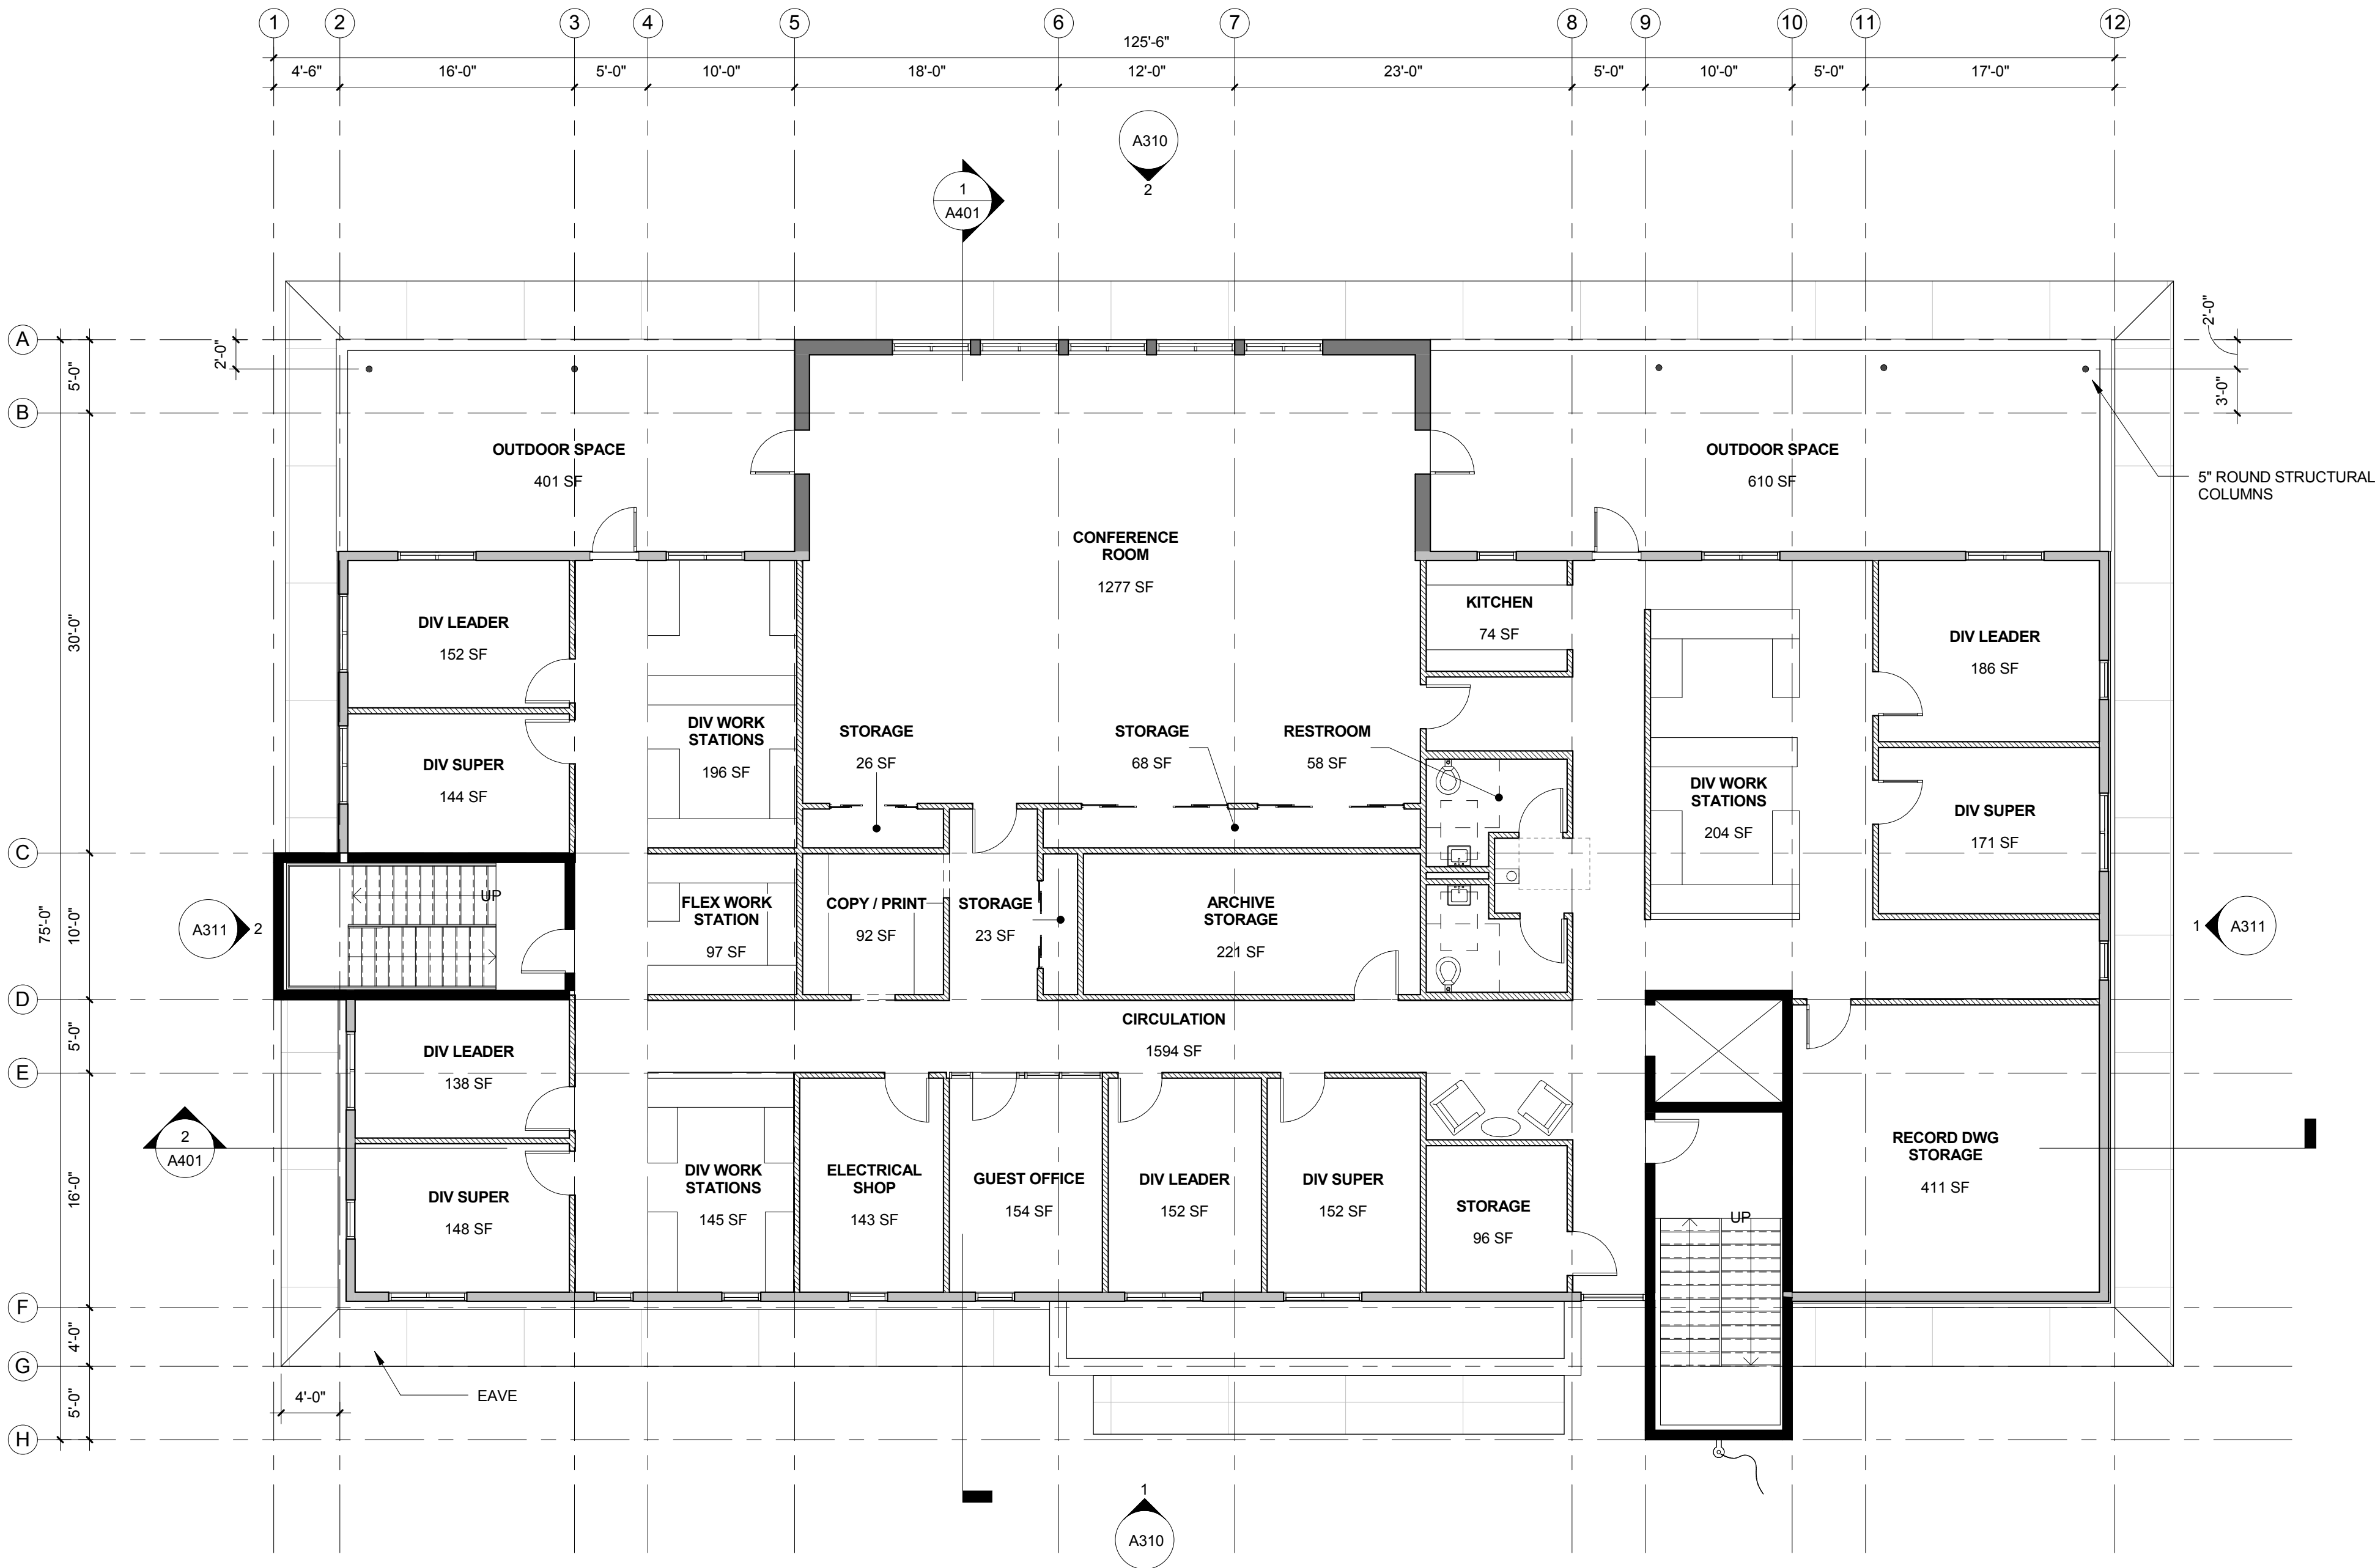 1 2 3 4 5 6 7 8 9 10 11 12
125'-6"
4'-6" 16'-0" 5'-0" 10'-0" 18'-0" 12'-0" 23'-0" 5'-0" 10'-0" 5'-0" 17'-0"
A310
2
1
A401
A
B
C
D
E
F
G
H
2'-0"
5'-0"
30'-0"
75'-0"
10'-0"
5'-0"
16'-0"
4'-0"
5'-0"
4'-0"
2'-0"
3'-0"
OUTDOOR SPACE
401 SF
OUTDOOR SPACE
610 SF
5" ROUND STRUCTURAL
COLUMNS
CONFERENCE
ROOM
1277 SF
DIV LEADER
152 SF
KITCHEN
74 SF
DIV LEADER
186 SF
DIV WORK
STATIONS
196 SF
STORAGE
26 SF
STORAGE
68 SF
RESTROOM
58 SF
DIV SUPER
144 SF
DIV WORK
STATIONS
204 SF
DIV SUPER
171 SF
UP
A311
2
FLEX WORK
STATION
97 SF
COPY / PRINT
92 SF
STORAGE
23 SF
ARCHIVE
STORAGE
221 SF
1
A311
CIRCULATION
1594 SF
DIV LEADER
138 SF
2
A401
DIV SUPER
148 SF
DIV WORK
STATIONS
145 SF
ELECTRICAL
SHOP
143 SF
GUEST OFFICE
154 SF
DIV LEADER
152 SF
DIV SUPER
152 SF
STORAGE
96 SF
UP
RECORD DWG
STORAGE
411 SF
EAVE
1
A310